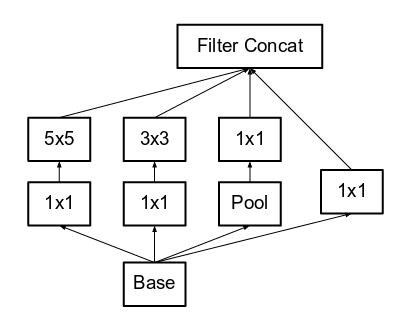 Filter Concat
5x5
3x3
1x1
1x1
1x1
Pool
1x1
Base